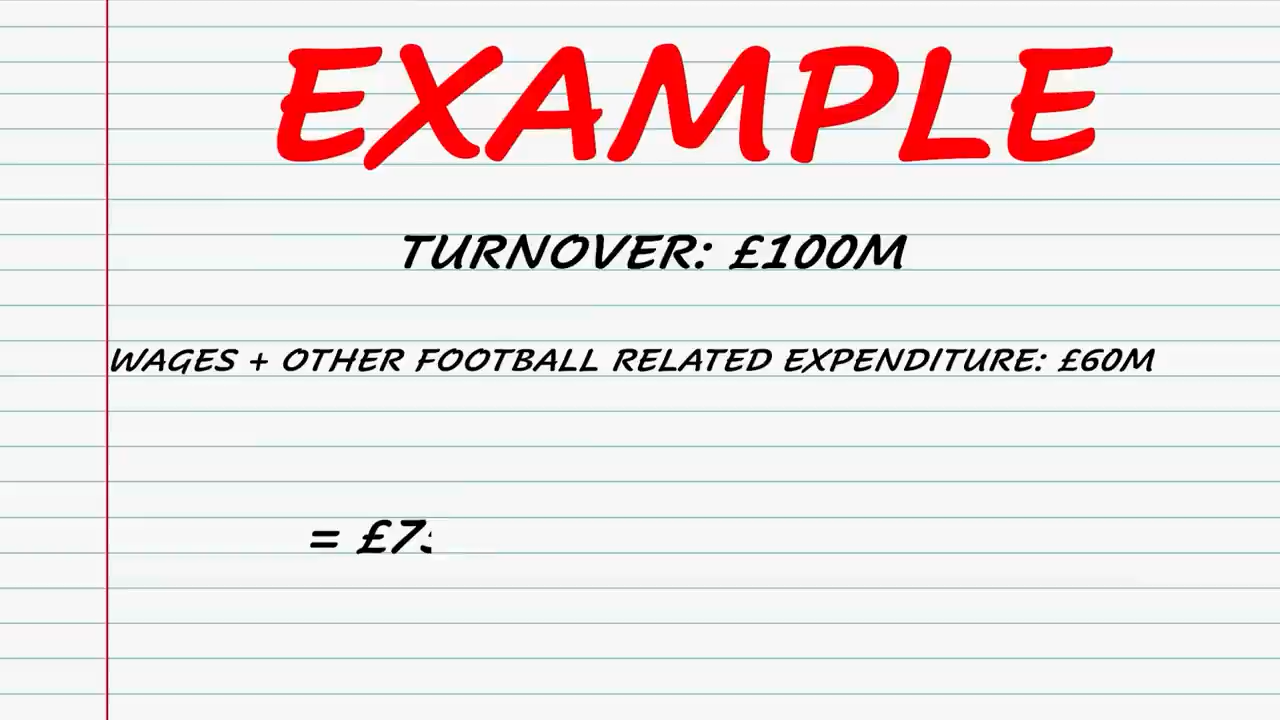 EXAMPLE
TURNOVER: £100M
WAGES + OTHER FOOTBALL RELATED EXPENDITURE: £60M
= £7